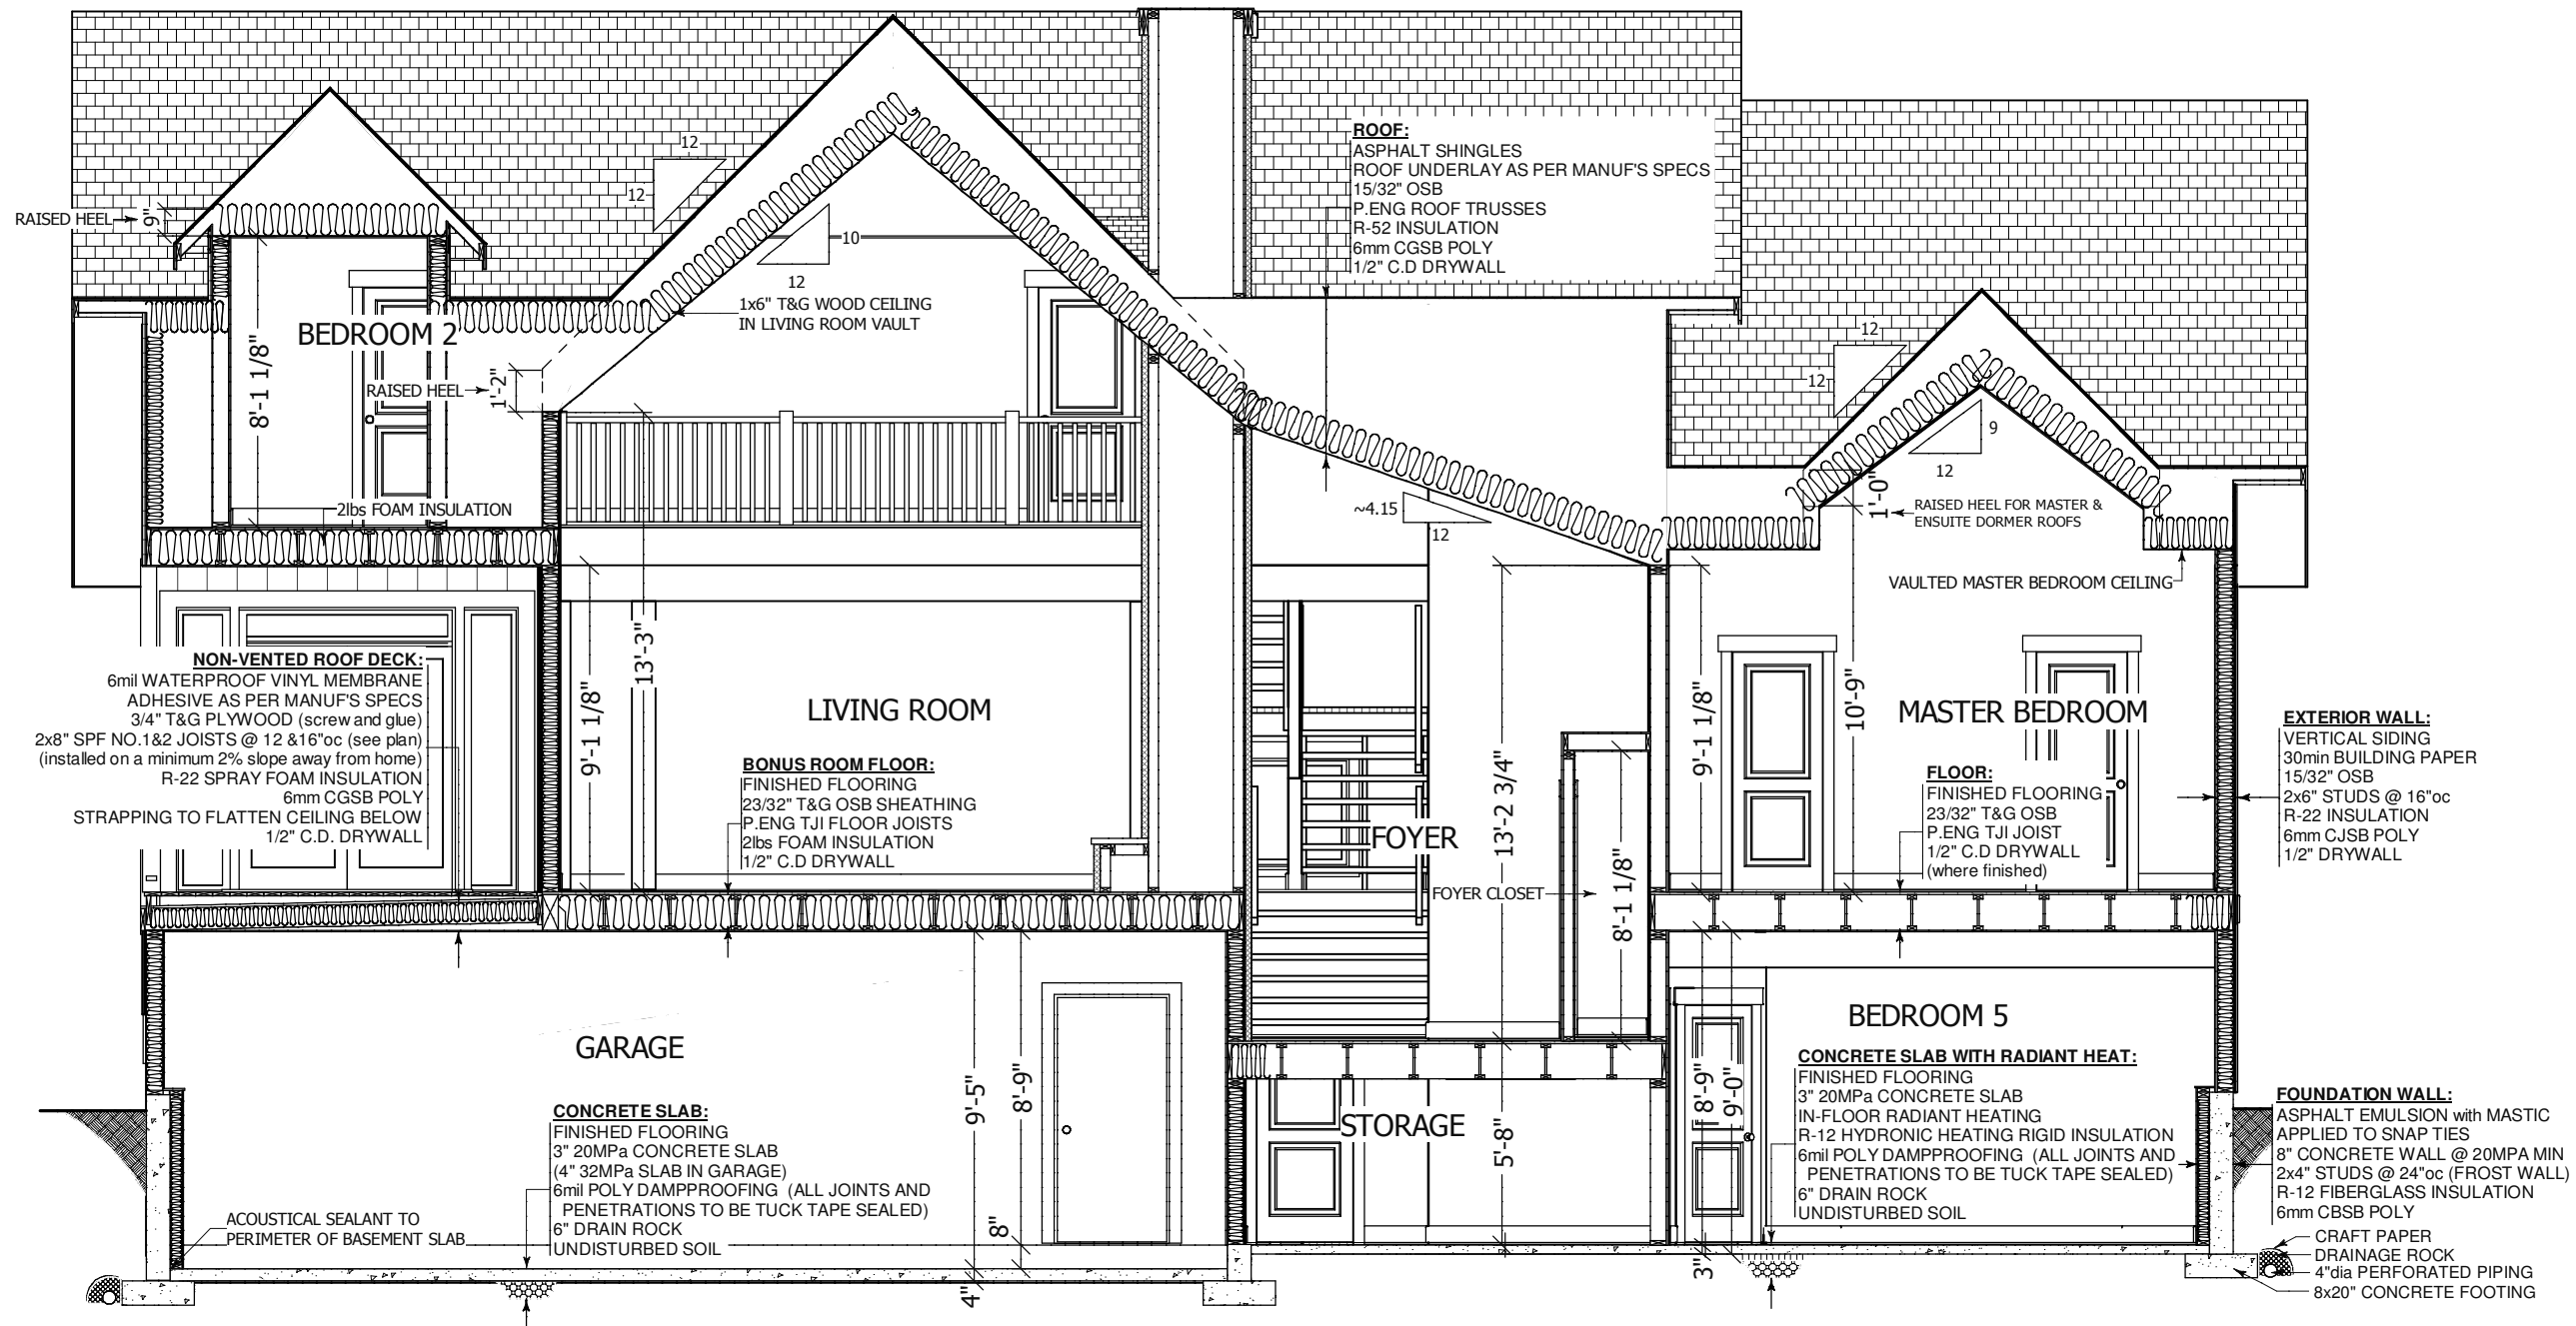 12
12
RAISED HEEL
9"
10
12
1x6" T&G WOOD CEILING
IN LIVING ROOM VAULT
ROOF:
ASPHALT SHINGLES
ROOF UNDERLAY AS PER MANUF'S SPECS
15/32" OSB
P.ENG ROOF TRUSSES
R-52 INSULATION
6mm CGSB POLY
1/2" C.D DRYWALL
BEDROOM 2
8'-1 1/8"
RAISED HEEL
1'-2"
2lbs FOAM INSULATION
12
12
9
12
1'-0"
RAISED HEEL FOR MASTER &
ENSUITE DORMER ROOFS
~4.15
12
VAULTED MASTER BEDROOM CEILING
NON-VENTED ROOF DECK:
6mil WATERPROOF VINYL MEMBRANE
ADHESIVE AS PER MANUF'S SPECS
3/4" T&G PLYWOOD (screw and glue)
2x8" SPF NO.1&2 JOISTS @ 12 &16"oc (see plan)
(installed on a minimum 2% slope away from home)
R-22 SPRAY FOAM INSULATION
6mm CGSB POLY
STRAPPING TO FLATTEN CEILING BELOW
1/2" C.D. DRYWALL
9'-1 1/8"
13'-3"
LIVING ROOM
BONUS ROOM FLOOR:
FINISHED FLOORING
23/32" T&G OSB SHEATHING
P.ENG TJI FLOOR JOISTS
2lbs FOAM INSULATION
1/2" C.D DRYWALL
FOYER
13'-2 3/4"
FOYER CLOSET
8'-1 1/8"
9'-1 1/8"
10'-9"
MASTER BEDROOM
FLOOR:
FINISHED FLOORING
23/32" T&G OSB
P.ENG TJI JOIST
1/2" C.D DRYWALL
(where finished)
EXTERIOR WALL:
VERTICAL SIDING
30min BUILDING PAPER
15/32" OSB
2x6" STUDS @ 16"oc
R-22 INSULATION
6mm CJSB POLY
1/2" DRYWALL
GARAGE
CONCRETE SLAB:
FINISHED FLOORING
3" 20MPa CONCRETE SLAB
(4" 32MPa SLAB IN GARAGE)
6mil POLY DAMPPROOFING (ALL JOINTS AND
PENETRATIONS TO BE TUCK TAPE SEALED)
6" DRAIN ROCK
UNDISTURBED SOIL
ACOUSTICAL SEALANT TO
PERIMETER OF BASEMENT SLAB
9'-5"
8'-9"
8"
4"
STORAGE
5'-8"
8'-9"
9'-0"
3"
BEDROOM 5
CONCRETE SLAB WITH RADIANT HEAT:
FINISHED FLOORING
3" 20MPa CONCRETE SLAB
IN-FLOOR RADIANT HEATING
R-12 HYDRONIC HEATING RIGID INSULATION
6mil POLY DAMPPROOFING (ALL JOINTS AND
PENETRATIONS TO BE TUCK TAPE SEALED)
6" DRAIN ROCK
UNDISTURBED SOIL
FOUNDATION WALL:
ASPHALT EMULSION with MASTIC
APPLIED TO SNAP TIES
8" CONCRETE WALL @ 20MPA MIN
2x4" STUDS @ 24"oc (FROST WALL)
R-12 FIBERGLASS INSULATION
6mm CBSB POLY
CRAFT PAPER
DRAINAGE ROCK
4"dia PERFORATED PIPING
8x20" CONCRETE FOOTING